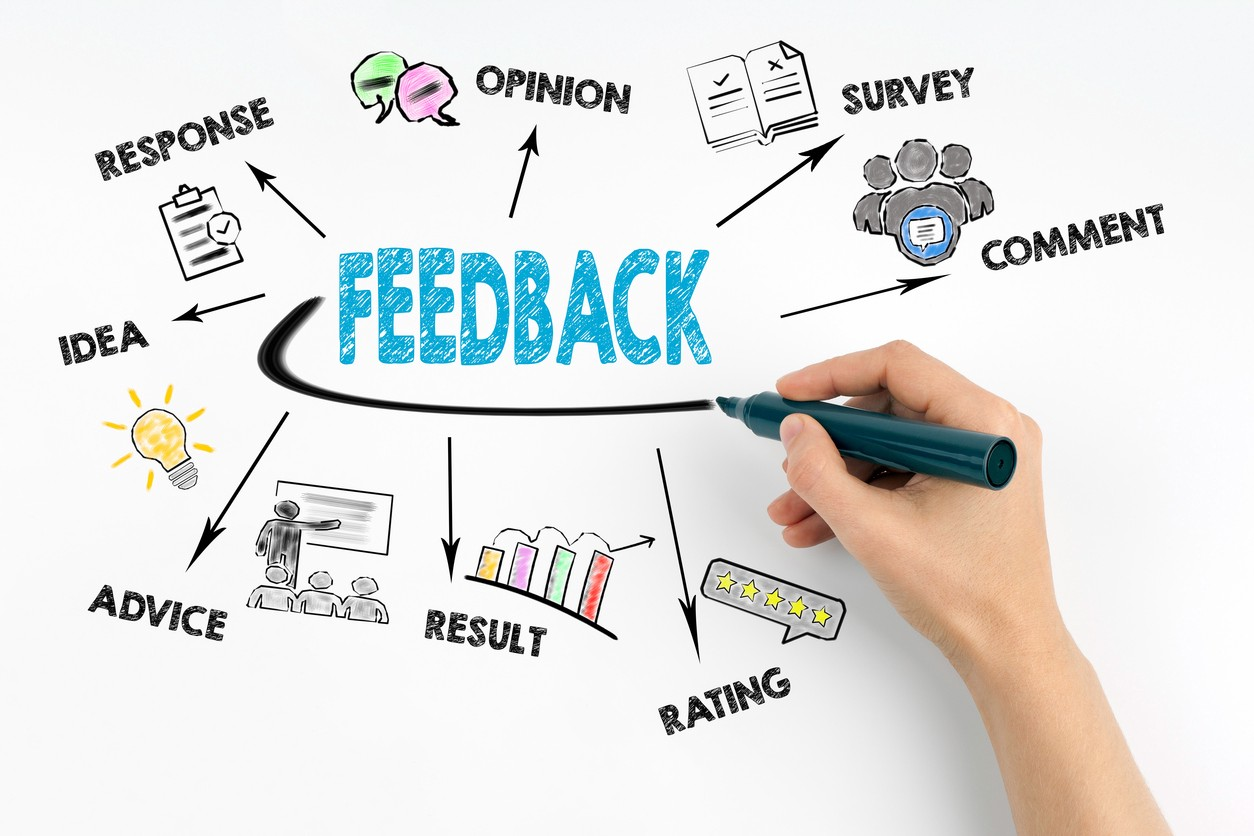 OPINION
SURVEY
RESPONSE
COMMENT
FEEDBACK
IDEA
ADVICE
RESULT
RATING